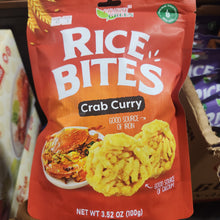 RICE
BITES
Crab Curry
GOOD SOURCE
OF IRON
GOOD SOURCE
OF CALCIUM
NET WT 3.52 OZ (100g)